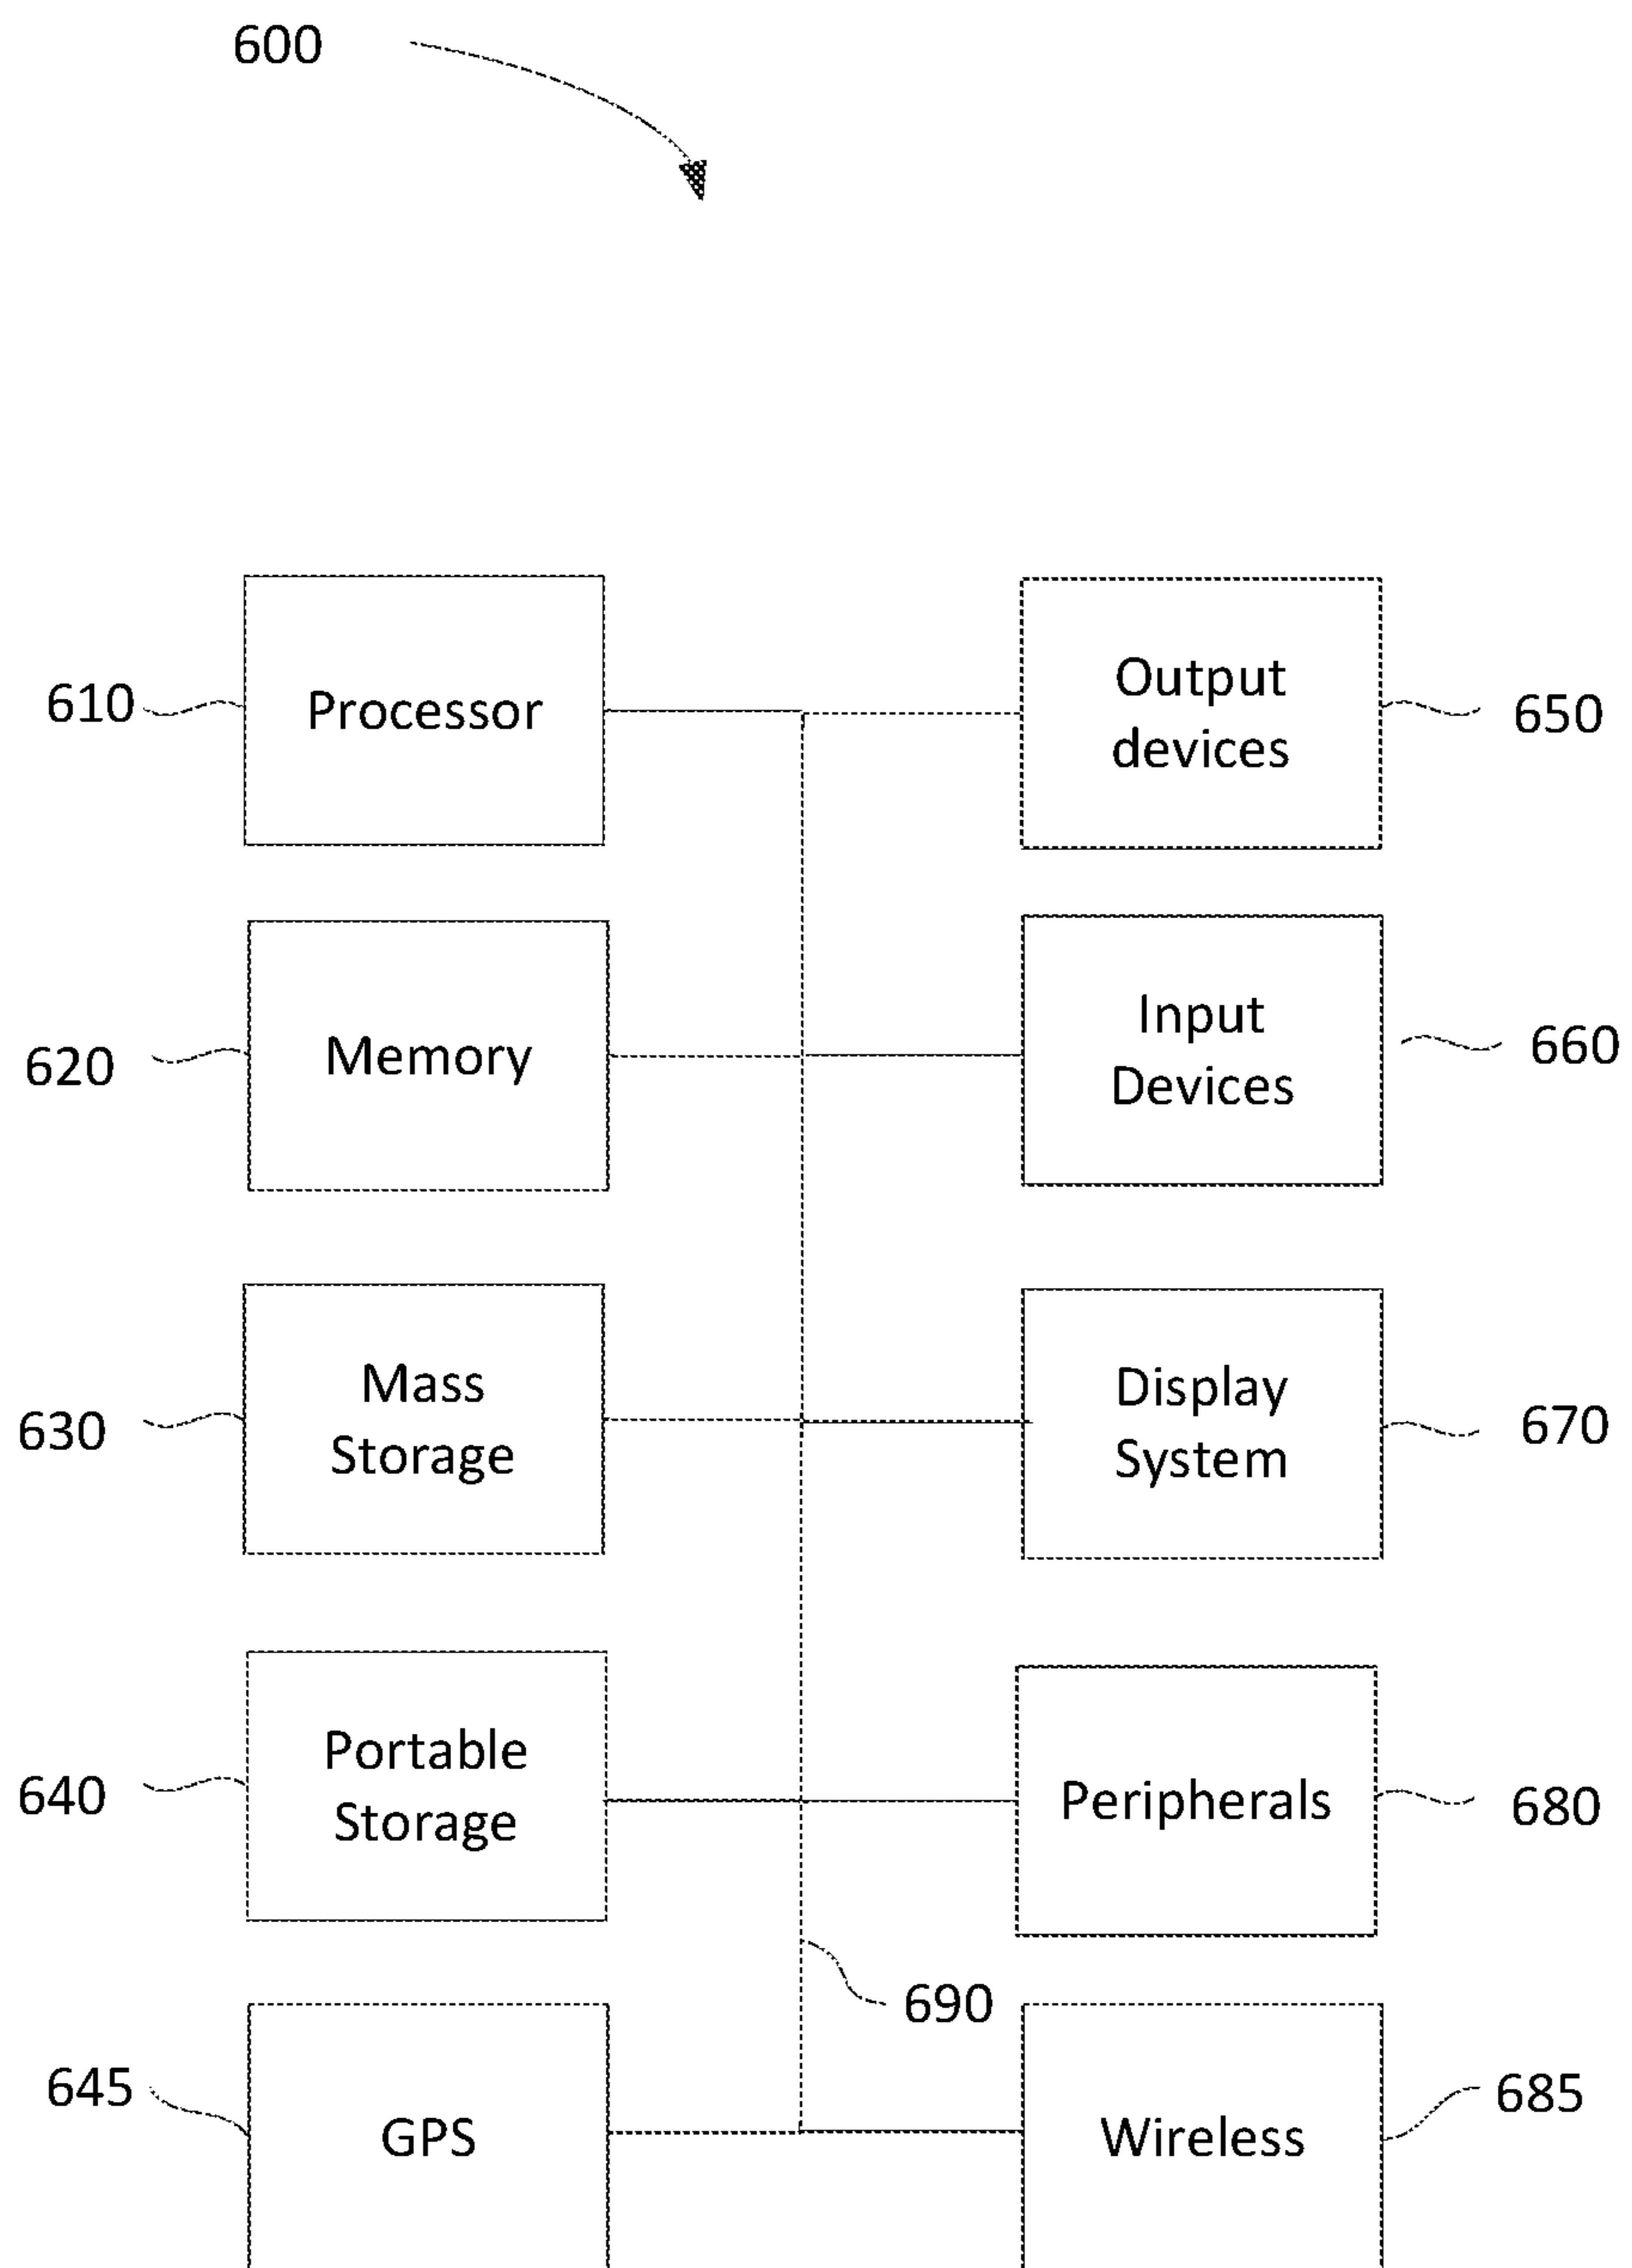 600
610
Processor
Output
devices
650
620
Memory
Input
Devices
660
630
Mass
Storage
Display
System
670
640
Portable
Storage
Peripherals
680
690
645
GPS
Wireless
685